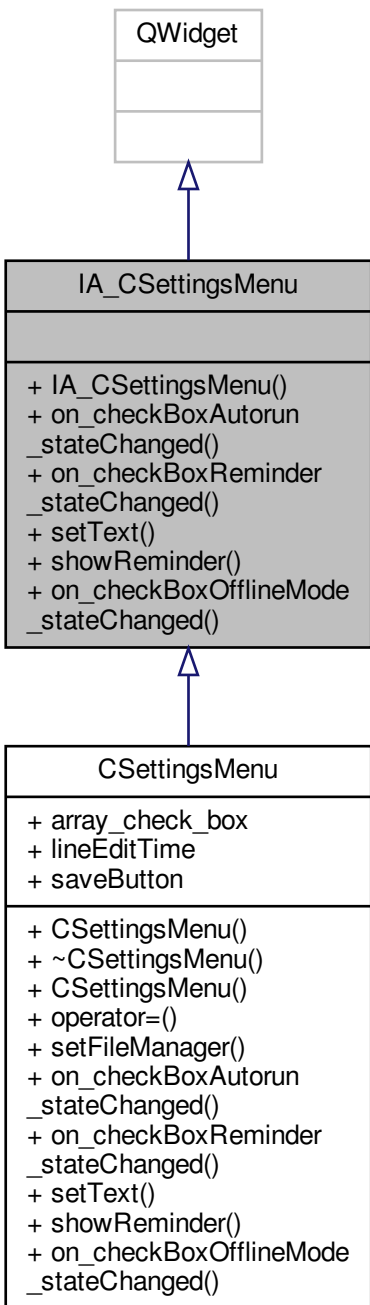 QWidget
IA_CSettingsMenu
+ IA_CSettingsMenu()
+ on_checkBoxAutorun
_stateChanged()
+ on_checkBoxReminder
_stateChanged()
+ setText()
+ showReminder()
+ on_checkBoxOfflineMode
_stateChanged()
CSettingsMenu
+ array_check_box
+ lineEditTime
+ saveButton
+ CSettingsMenu()
+ ~CSettingsMenu()
+ CSettingsMenu()
+ operator=()
+ setFileManager()
+ on_checkBoxAutorun
_stateChanged()
+ on_checkBoxReminder
_stateChanged()
+ setText()
+ showReminder()
+ on_checkBoxOfflineMode
_stateChanged()